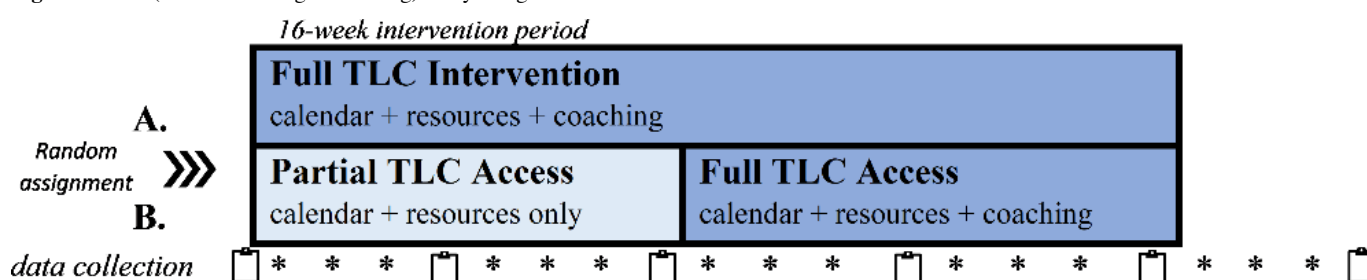 16-week intervention period
Full TLC Intervention
calendar + resources + coaching
A.
Random
assignment
B.
Partial TLC Access
calendar + resources only
Full TLC Access
calendar + resources + coaching
data collection * * * * * * * * * * * * * * *